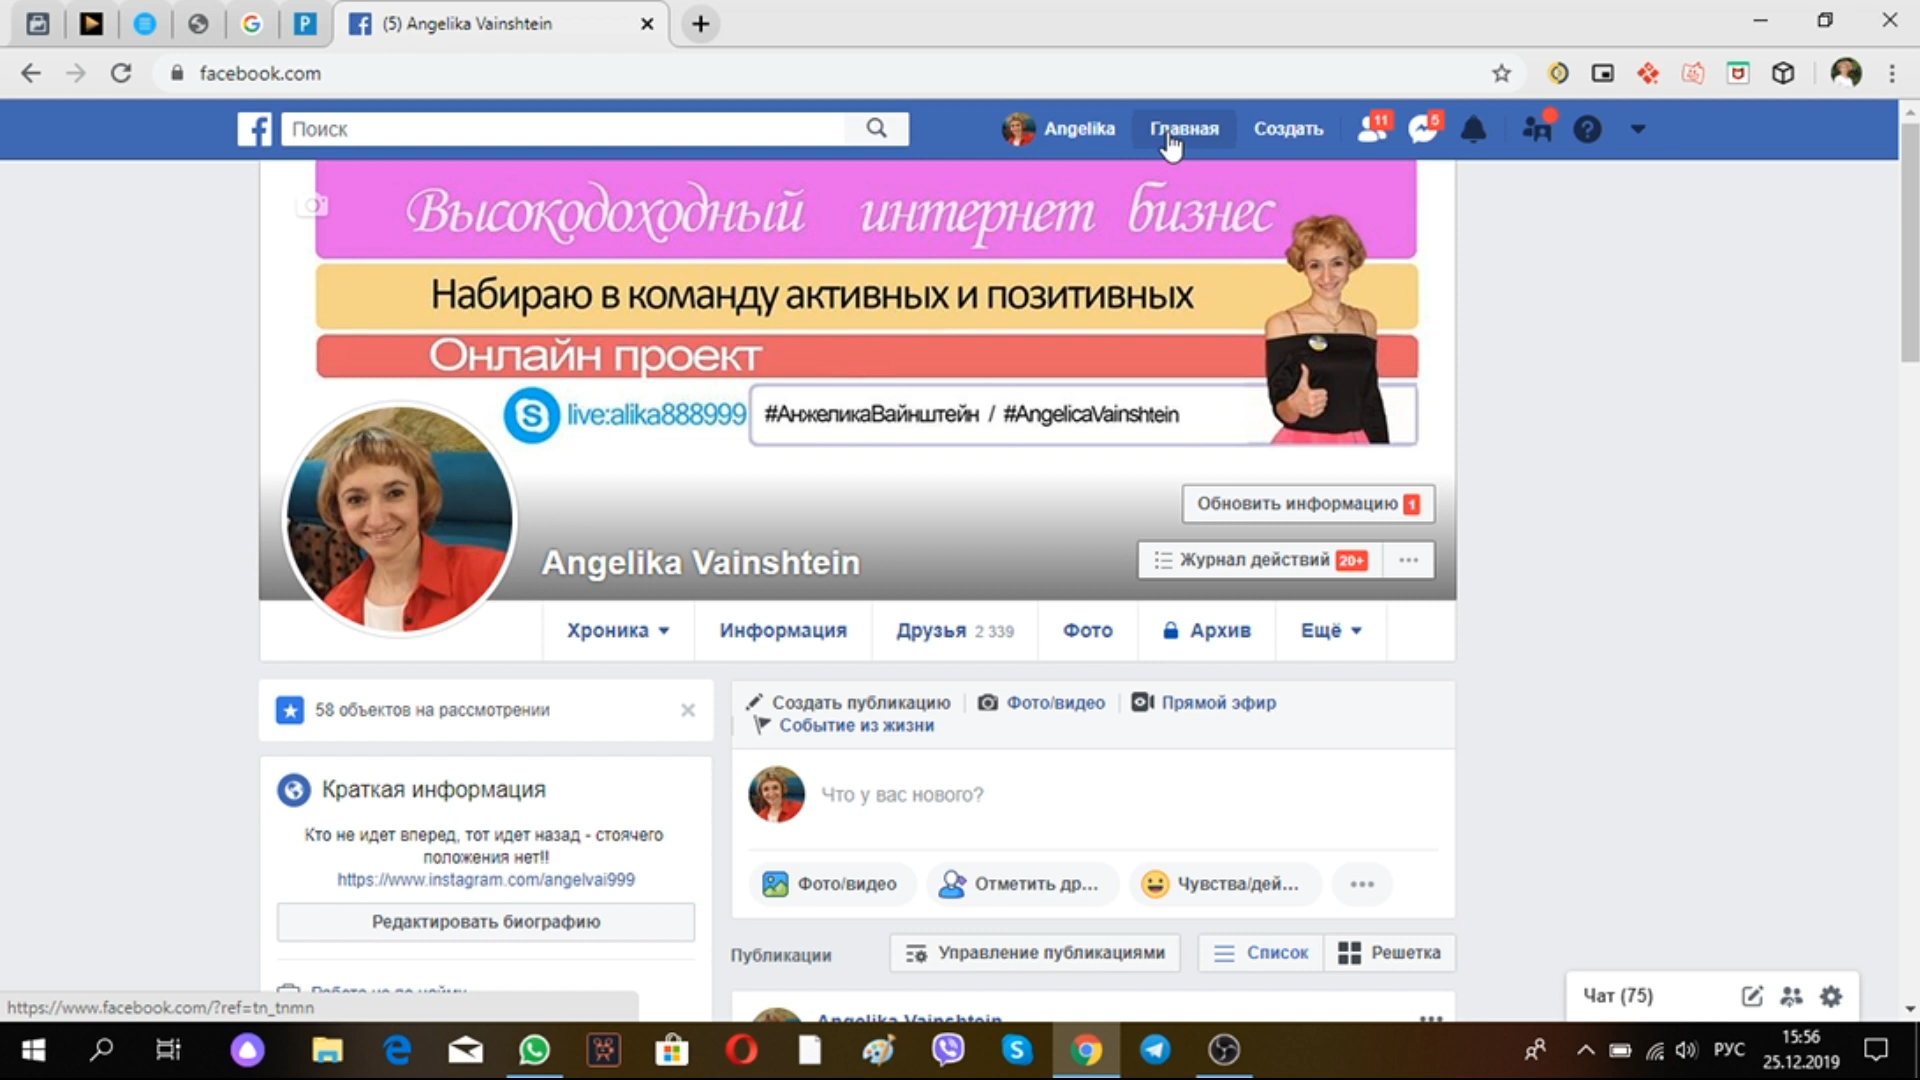 (5) Angelika Vainshtein
facebook.com
Поиск
Angelika
Главная
Создать
11
5
Высокодоходный интернет бизнес
Набираю в команду активных и позитивных
Онлайн проект
live:alika888999
#АнжеликаВайнштейн / #AngelicaVainshtein
Обновить информацию 1
Angelika Vainshtein
Журнал действий 20+
Хроника
Информация
Друзья 2 339
Фото
Архив
Ещё
58 объектов на рассмотрении
Создать публикацию
Фото/видео
Прямой эфир
Событие из жизни
Что у вас нового?
Краткая информация
Кто не идет вперед, тот идет назад - стоячего
положения нет!!
https://www.instagram.com/angelvai999
Редактировать биографию
Фото/видео
Отметить др...
Чувства/дей...
Публикации
Управление публикациями
Список
Решетка
Angelika Vainshtein
Чат (75)
https://www.facebook.com/?ref=tn_tnmn
РУС
15:56
25.12.2019